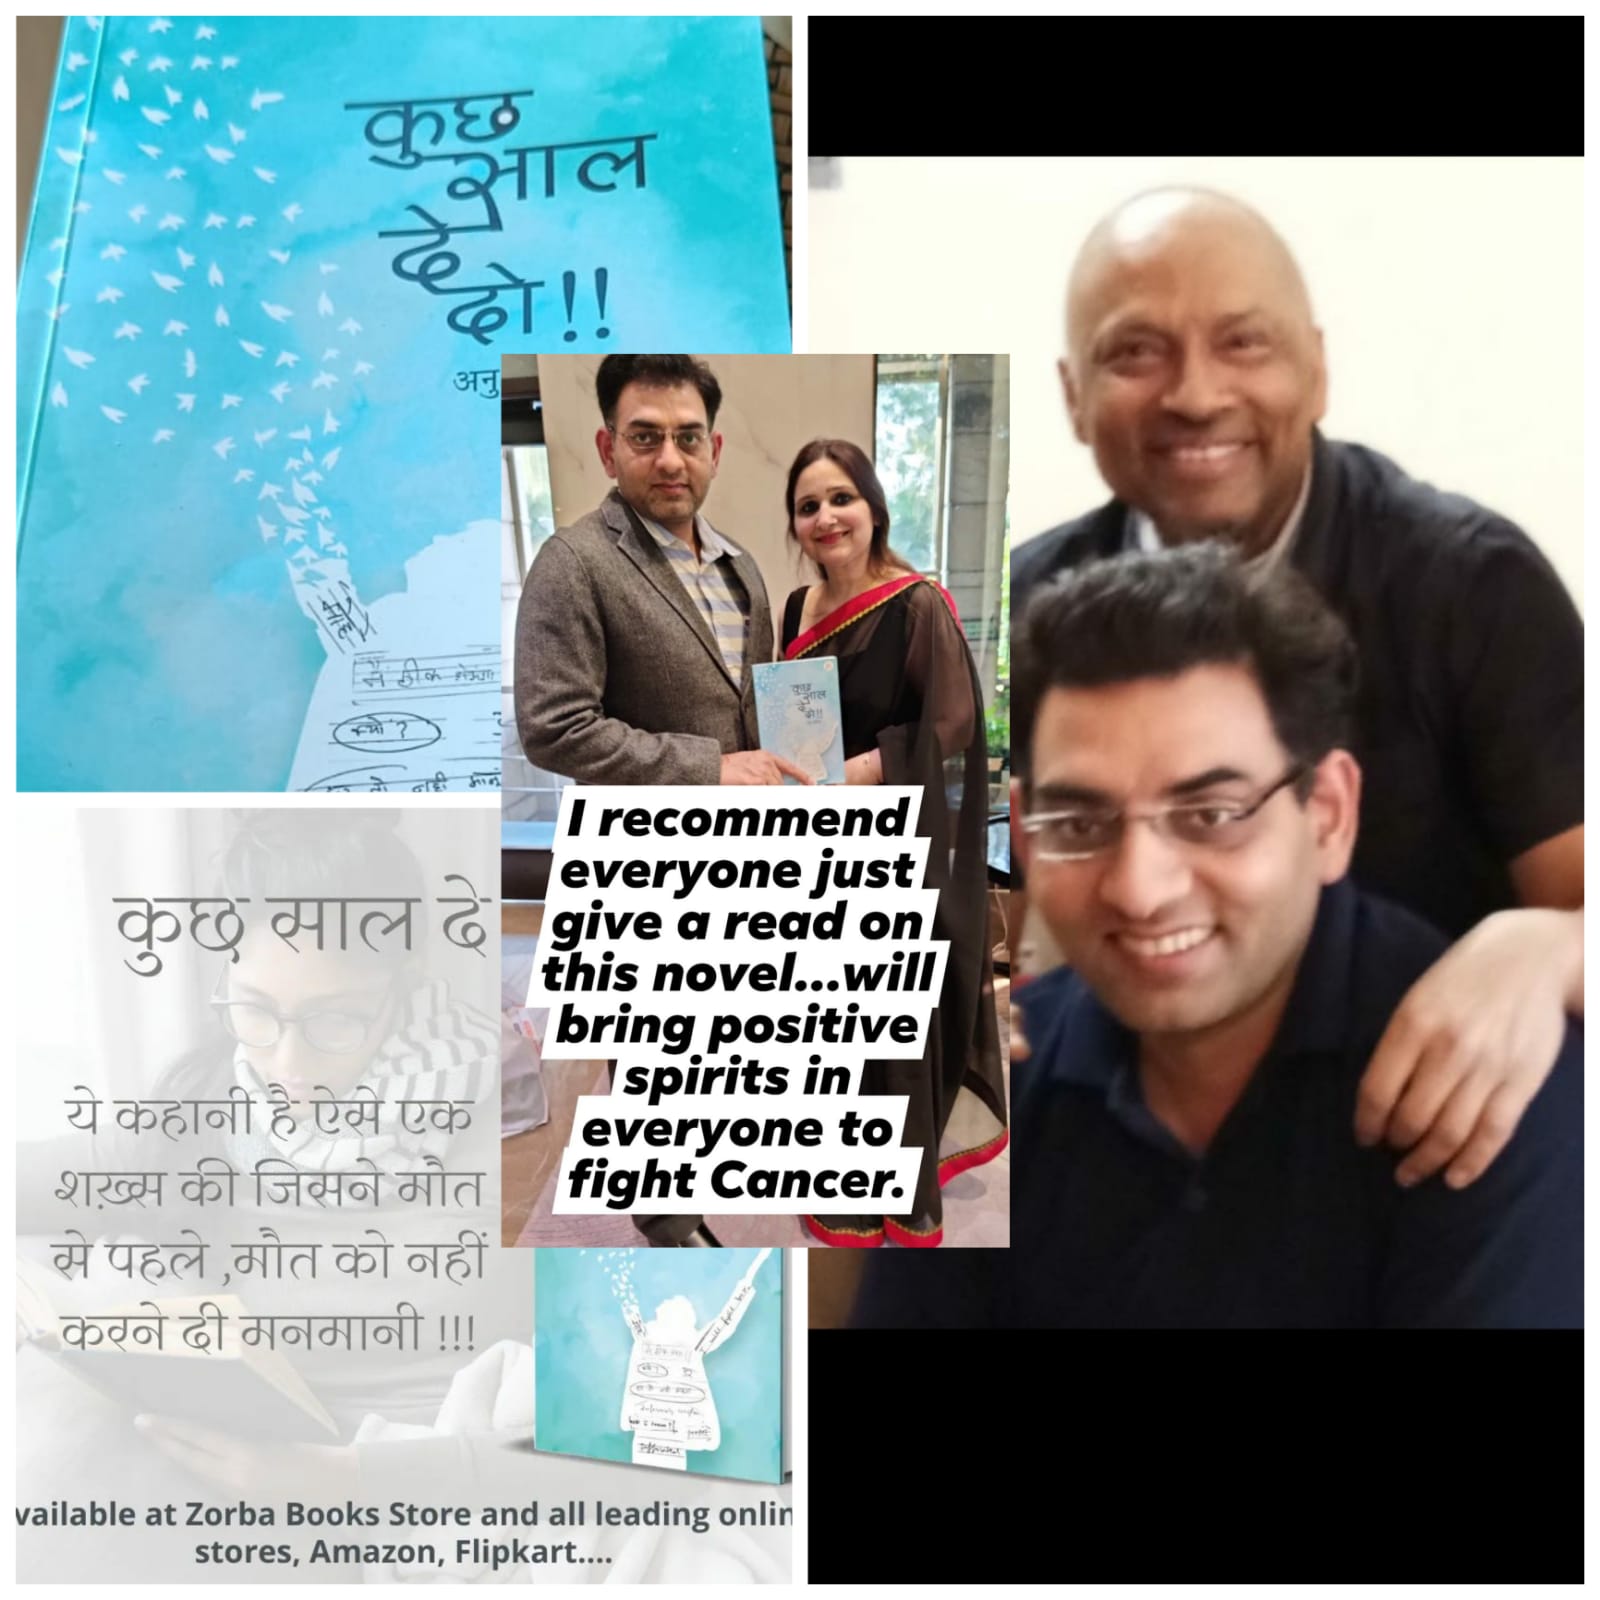 कुछ
साल
दे
दो!!
अनु
मैं ठीक
क्यों?
कुछ
साल
दे
दो!!
I recommend
everyone just
give a read on
this novel...will
bring positive
spirits in
everyone to
fight Cancer.
कुछ साल दे
ये कहानी है ऐसे एक
शख़्स की जिसने मौत
से पहले ,मौत को नहीं
करने दी मनमानी !!!
क्यों?
vailable at Zorba Books Store and all leading onlin
stores, Amazon, Flipkart....